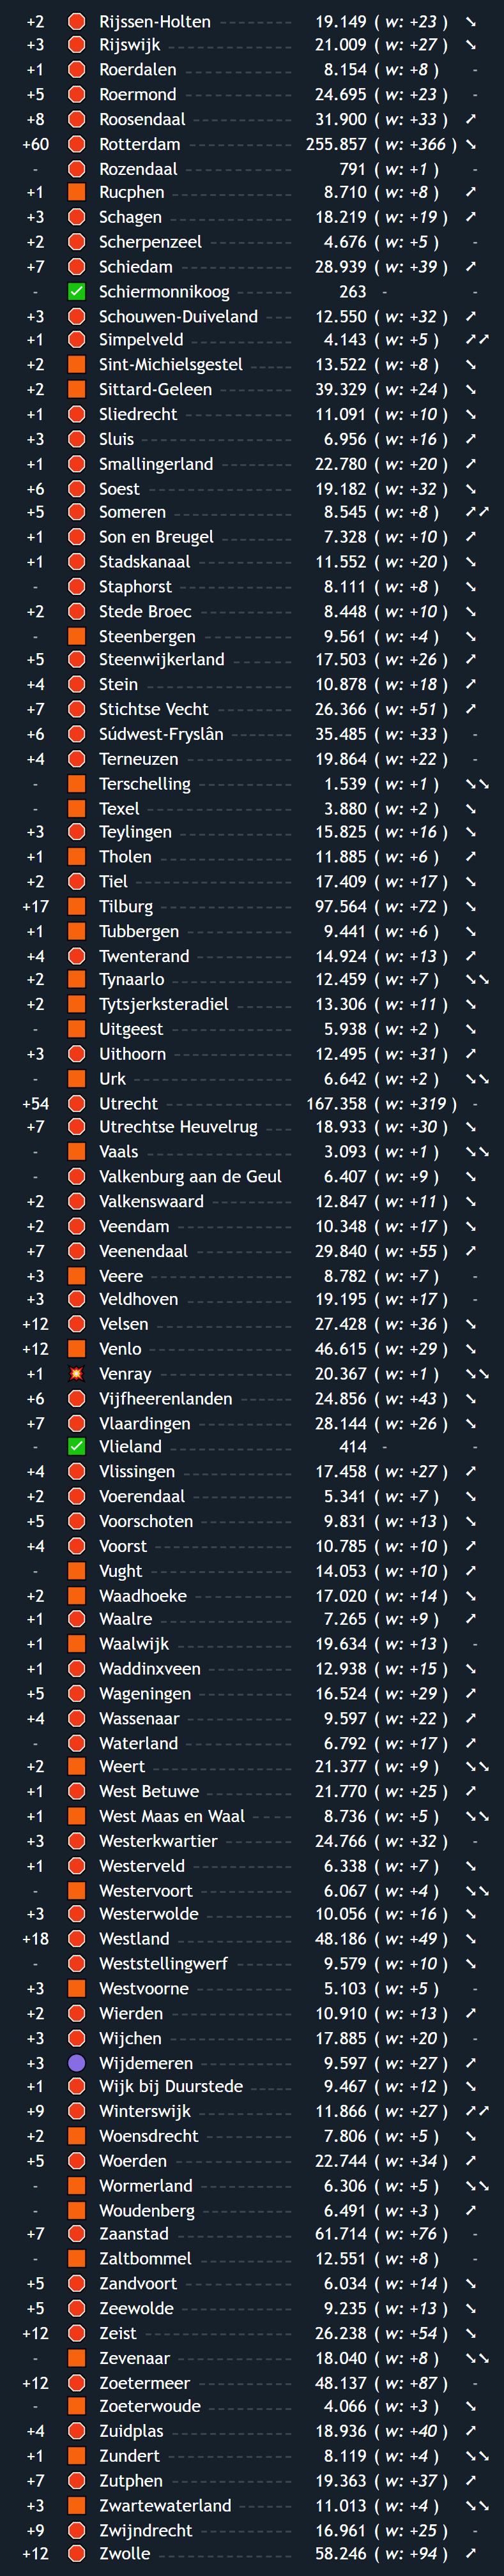 +2 Rijssen-Holten 19.149 ( w: +23 ) ➘
+3 Rijswijk 21.009 ( w: +27 ) ➘
+1 Roerdalen 8.154 ( w: +8 ) -
+5 Roermond 24.695 ( w: +23 ) -
+8 Roosendaal 31.900 ( w: +33 ) ➚
+60 Rotterdam 255.857 ( w: +366 ) ➘
- Rozendaal 791 ( w: +1 ) -
+1 Rucphen 8.710 ( w: +8 ) ➚
+3 Schagen 18.219 ( w: +19 ) ➚
+2 Scherpenzeel 4.676 ( w: +5 ) -
+7 Schiedam 28.939 ( w: +39 ) ➚
- Schiermonnikoog 263 - -
+3 Schouwen-Duiveland 12.550 ( w: +32 ) ➚
+1 Simpelveld 4.143 ( w: +5 ) ➚➚
+2 Sint-Michielsgestel 13.522 ( w: +8 ) ➘
+2 Sittard-Geleen 39.329 ( w: +24 ) ➘
+1 Sliedrecht 11.091 ( w: +10 ) ➘
+3 Sluis 6.956 ( w: +16 ) ➚
+1 Smallingerland 22.780 ( w: +20 ) ➚
+6 Soest 19.182 ( w: +32 ) ➘
+5 Someren 8.545 ( w: +8 ) ➚➚
+1 Son en Breugel 7.328 ( w: +10 ) ➚
+1 Stadskanaal 11.552 ( w: +20 ) ➘
- Staphorst 8.111 ( w: +8 ) ➘
+2 Stede Broec 8.448 ( w: +10 ) ➘
- Steenbergen 9.561 ( w: +4 ) ➘
+5 Steenwijkerland 17.503 ( w: +26 ) ➚
+4 Stein 10.878 ( w: +18 ) ➚
+7 Stichtse Vecht 26.366 ( w: +51 ) ➚
+6 Súdwest-Fryslân 35.485 ( w: +33 ) -
+4 Terneuzen 19.864 ( w: +22 ) -
- Terschelling 1.539 ( w: +1 ) ➘➘
- Texel 3.880 ( w: +2 ) ➘
+3 Teylingen 15.825 ( w: +16 ) ➘
+1 Tholen 11.885 ( w: +6 ) ➚
+2 Tiel 17.409 ( w: +17 ) ➘
+17 Tilburg 97.564 ( w: +72 ) ➘
+1 Tubbergen 9.441 ( w: +6 ) ➘
+4 Twenterand 14.924 ( w: +13 ) ➚
+2 Tynaarlo 12.459 ( w: +7 ) ➘➘
+2 Tytsjerksteradiel 13.306 ( w: +11 ) ➘
- Uitgeest 5.938 ( w: +2 ) ➘
+3 Uithoorn 12.495 ( w: +31 ) ➚
- Urk 6.642 ( w: +2 ) ➘➘
+54 Utrecht 167.358 ( w: +319 ) -
+7 Utrechtse Heuvelrug 18.933 ( w: +30 ) ➘
- Vaals 3.093 ( w: +1 ) ➘➘
- Valkenburg aan de Geul 6.407 ( w: +9 ) ➘
+2 Valkenswaard 12.847 ( w: +11 ) ➘
+2 Veendam 10.348 ( w: +17 ) ➘
+7 Veenendaal 29.840 ( w: +55 ) ➚
+3 Veere 8.782 ( w: +7 ) -
+3 Veldhoven 19.195 ( w: +17 ) -
+12 Velsen 27.428 ( w: +36 ) ➘
+12 Venlo 46.615 ( w: +29 ) ➘
+1 Venray 20.367 ( w: +1 ) ➘➘
+6 Vijfheerenlanden 24.856 ( w: +43 ) ➘
+7 Vlaardingen 28.144 ( w: +26 ) ➘
- Vlieland 414 - -
+4 Vlissingen 17.458 ( w: +27 ) ➚
+2 Voerendaal 5.341 ( w: +7 ) ➘
+5 Voorschoten 9.831 ( w: +13 ) ➘
+4 Voorst 10.785 ( w: +10 ) ➚
- Vught 14.053 ( w: +10 ) ➚
+2 Waadhoeke 17.020 ( w: +14 ) ➘
+1 Waalre 7.265 ( w: +9 ) ➚
+1 Waalwijk 19.634 ( w: +13 ) -
+1 Waddinxveen 12.938 ( w: +15 ) ➘
+5 Wageningen 16.524 ( w: +29 ) ➚
+4 Wassenaar 9.597 ( w: +22 ) ➚
- Waterland 6.792 ( w: +17 ) ➚
+2 Weert 21.377 ( w: +9 ) ➘➘
+1 West Betuwe 21.770 ( w: +25 ) ➚
+1 West Maas en Waal 8.736 ( w: +5 ) ➘➘
+3 Westerkwartier 24.766 ( w: +32 ) -
+1 Westerveld 6.338 ( w: +7 ) ➘
- Westervoort 6.067 ( w: +4 ) ➘➘
+3 Westerwolde 10.056 ( w: +16 ) ➘
+18 Westland 48.186 ( w: +49 ) ➘
- Weststellingwerf 9.579 ( w: +10 ) ➘
+3 Westvoorne 5.103 ( w: +5 ) -
+2 Wierden 10.910 ( w: +13 ) ➚
+3 Wijchen 17.885 ( w: +20 ) -
+3 Wijdemeren 9.597 ( w: +27 ) ➚
+1 Wijk bij Duurstede 9.467 ( w: +12 ) ➘
+9 Winterswijk 11.866 ( w: +27 ) ➚➚
+2 Woensdrecht 7.806 ( w: +5 ) ➘
+5 Woerden 22.744 ( w: +34 ) ➚
- Wormerland 6.306 ( w: +5 ) ➘➘
- Woudenberg 6.491 ( w: +3 ) ➚
+7 Zaanstad 61.714 ( w: +76 ) -
- Zaltbommel 12.551 ( w: +8 ) -
+5 Zandvoort 6.034 ( w: +14 ) ➘
+5 Zeewolde 9.235 ( w: +13 ) ➘
+12 Zeist 26.238 ( w: +54 ) ➘
- Zevenaar 18.040 ( w: +8 ) ➘➘
+12 Zoetermeer 48.137 ( w: +87 ) -
- Zoeterwoude 4.066 ( w: +3 ) ➘
+4 Zuidplas 18.936 ( w: +40 ) ➚
+1 Zundert 8.119 ( w: +4 ) ➘➘
+7 Zutphen 19.363 ( w: +37 ) ➚
+3 Zwartewaterland 11.013 ( w: +4 ) ➘➘
+9 Zwijndrecht 16.961 ( w: +25 ) -
+12 Zwolle 58.246 ( w: +94 ) ➚